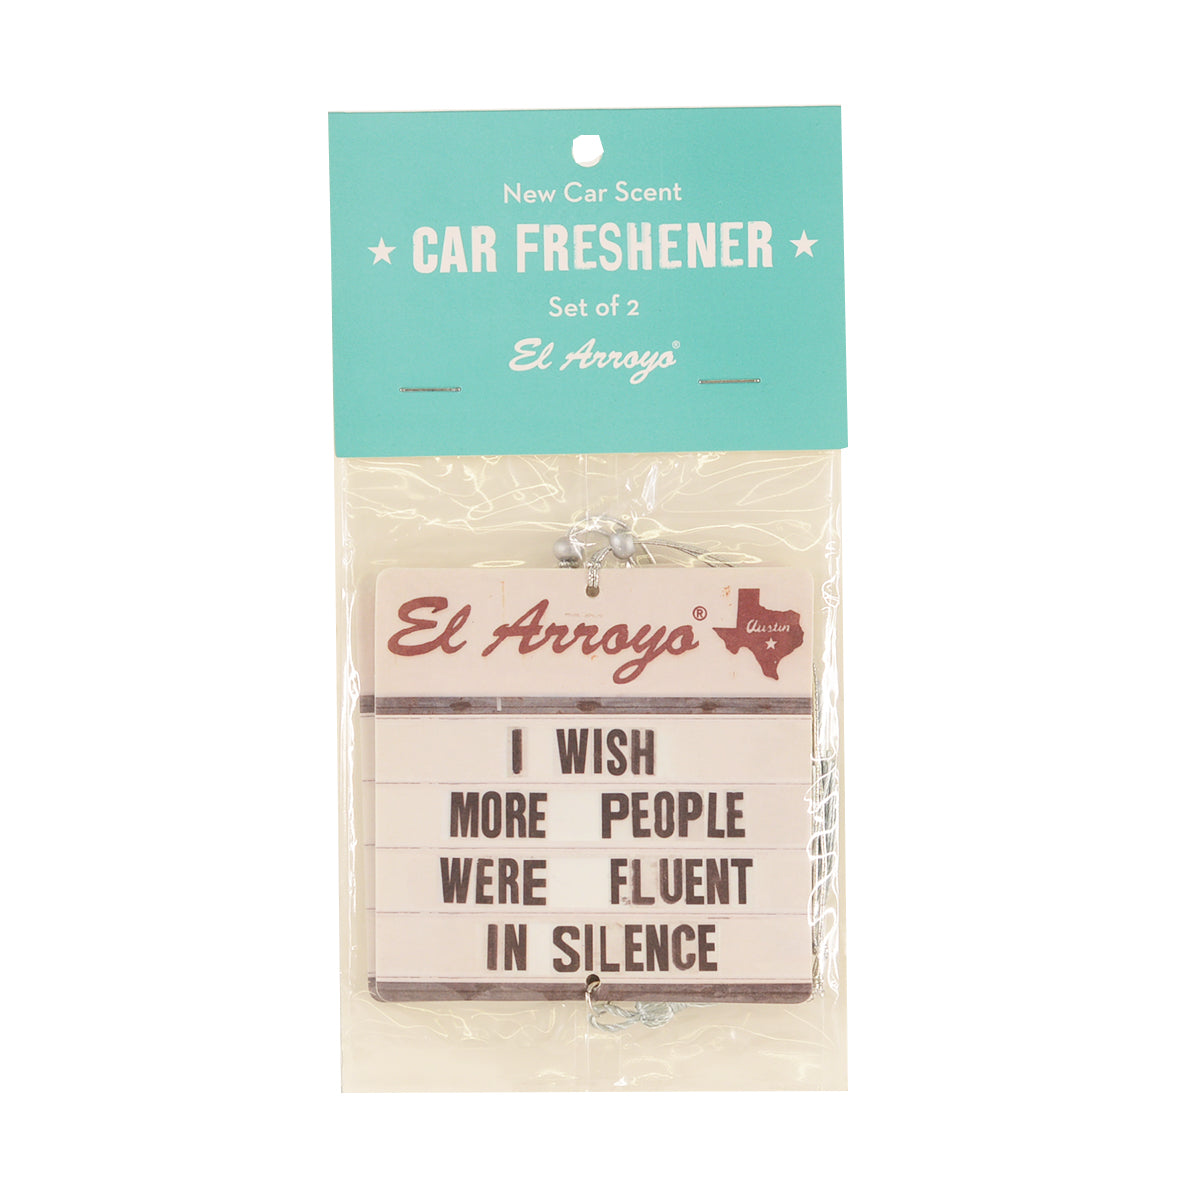 New Car Scent
★ CAR FRESHENER ★
Set of 2
El Arroyo®
El Arroyo® Austin
I WISH
MORE PEOPLE
WERE FLUENT
IN SILENCE